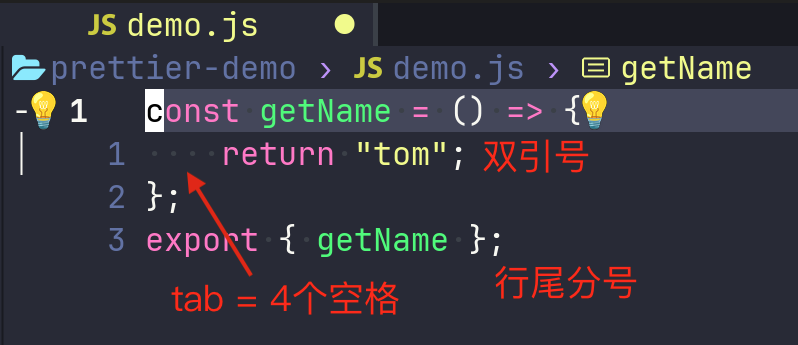 JS demo.js
prettier-demo › JS demo.js › getName
1 const getName = () => {
1 return "tom"; 双引号
2 };
3 export { getName };
行尾分号
tab = 4个空格